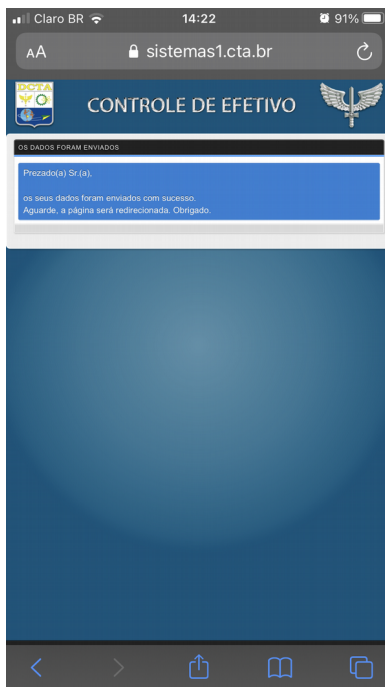 Claro BR 14:22 91%
AA sistemas1.cta.br
DCTA
CONTROLE DE EFETIVO
OS DADOS FORAM ENVIADOS
Prezado(a) Sr.(a),
os seus dados foram enviados com sucesso.
Aguarde, a página será redirecionada. Obrigado.